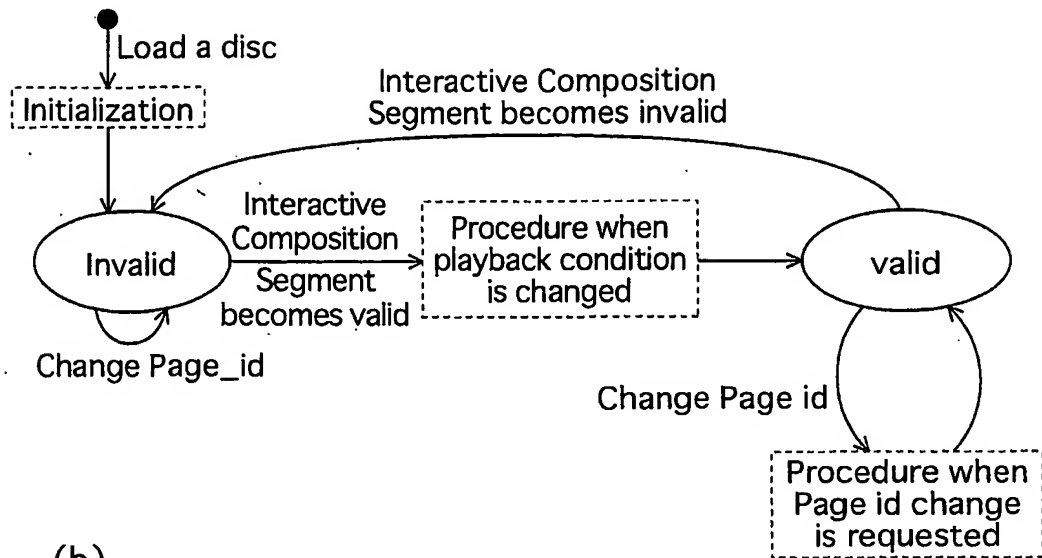 Load a disc
Initialization
Interactive Composition
Segment becomes invalid
Invalid
Interactive
Composition
Segment
becomes valid
Procedure when
playback condition
is changed
valid
Change Page_id
Change Page id
Procedure when
Page id change
is requested
(b)